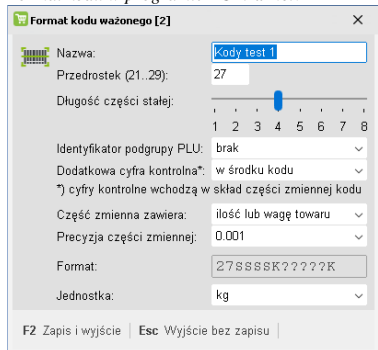 Format kodu ważonego [2]
Nazwa: Kody test 1
Przedrostek (21..29): 27
Długość części stałej:
1 2 3 4 5 6 7 8
Identyfikator podgrupy PLU: brak
Dodatkowa cyfra kontrolna*: w środku kodu
*) cyfry kontrolne wchodzą w skład części zmiennej kodu
Część zmienna zawiera: ilość lub wagę towaru
Precyzja części zmiennej: 0.001
Format: 27SSSSK?????K
Jednostka: kg
F2 Zapis i wyjście | Esc Wyjście bez zapisu |